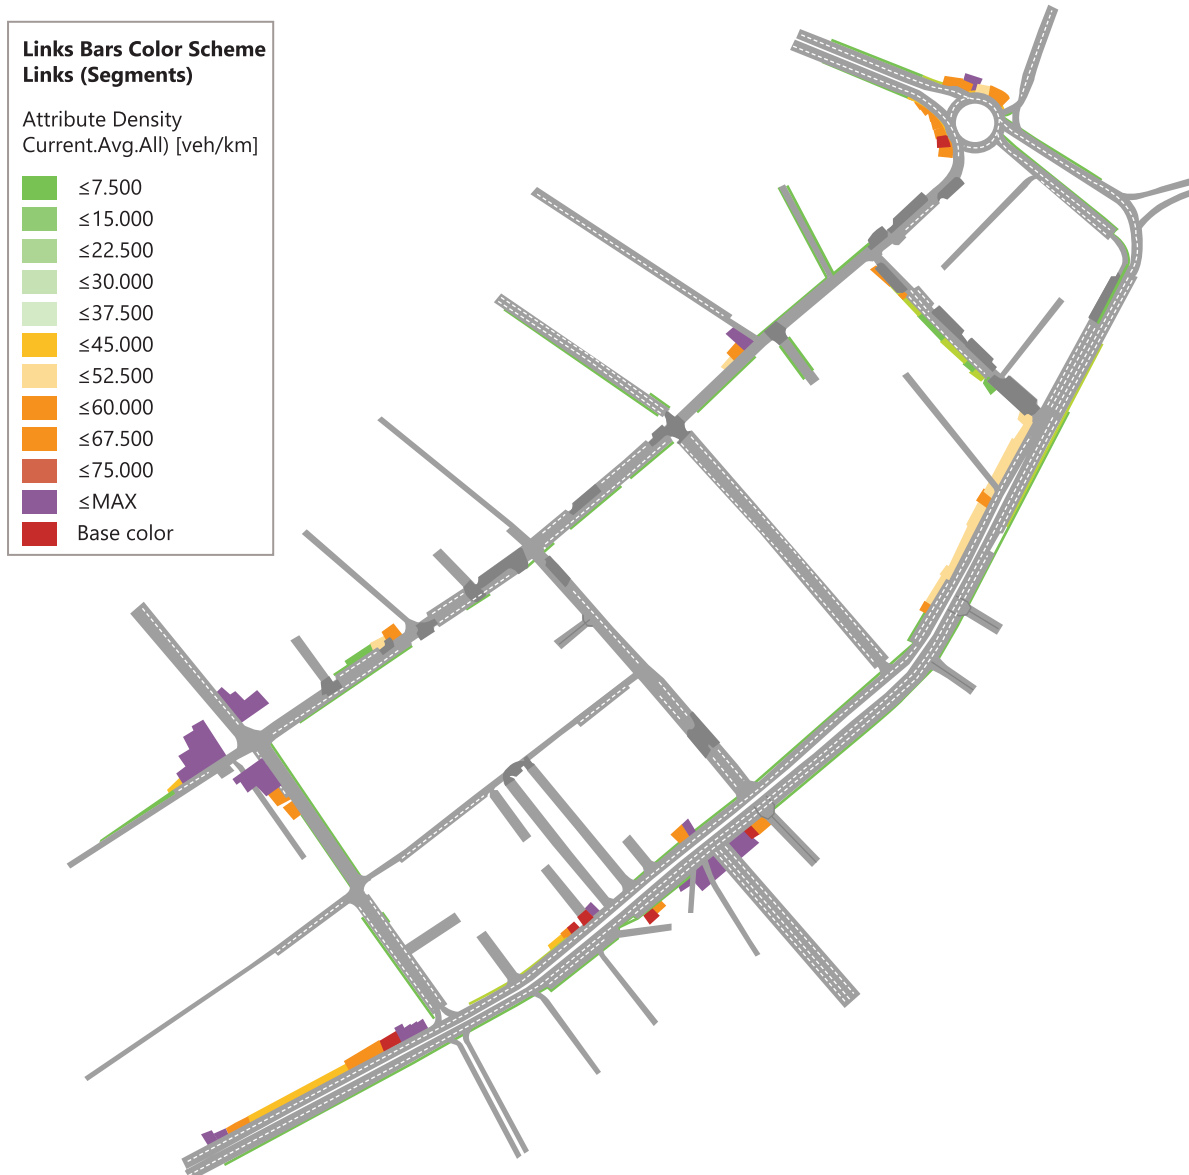 Links Bars Color Scheme
Links (Segments)
Attribute Density
Current.Avg.All) [veh/km]
≤7.500
≤15.000
≤22.500
≤30.000
≤37.500
≤45.000
≤52.500
≤60.000
≤67.500
≤75.000
≤MAX
Base color